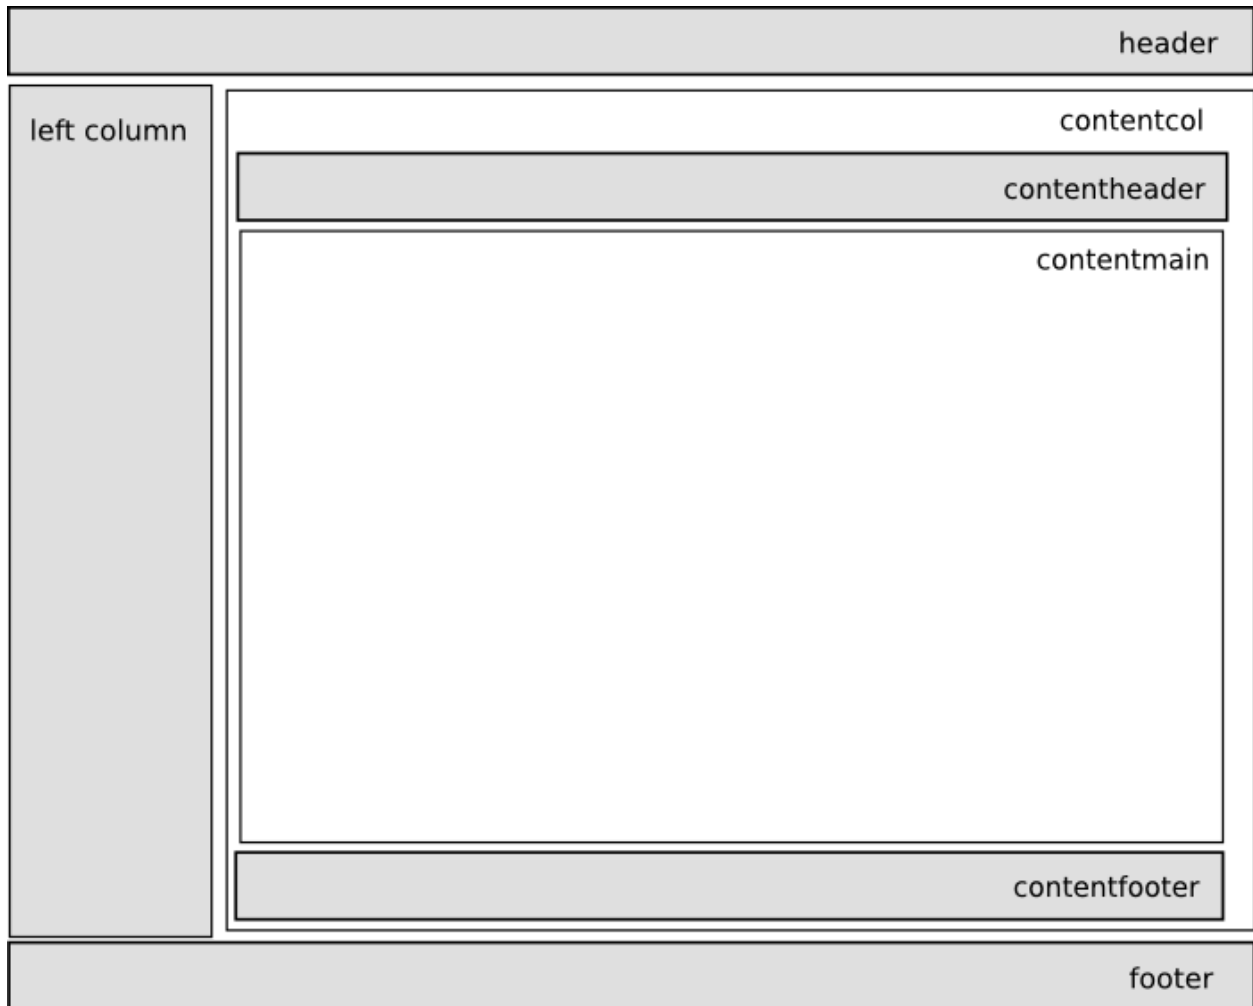 header
left column
contentcol
contentheader
contentmain
contentfooter
footer